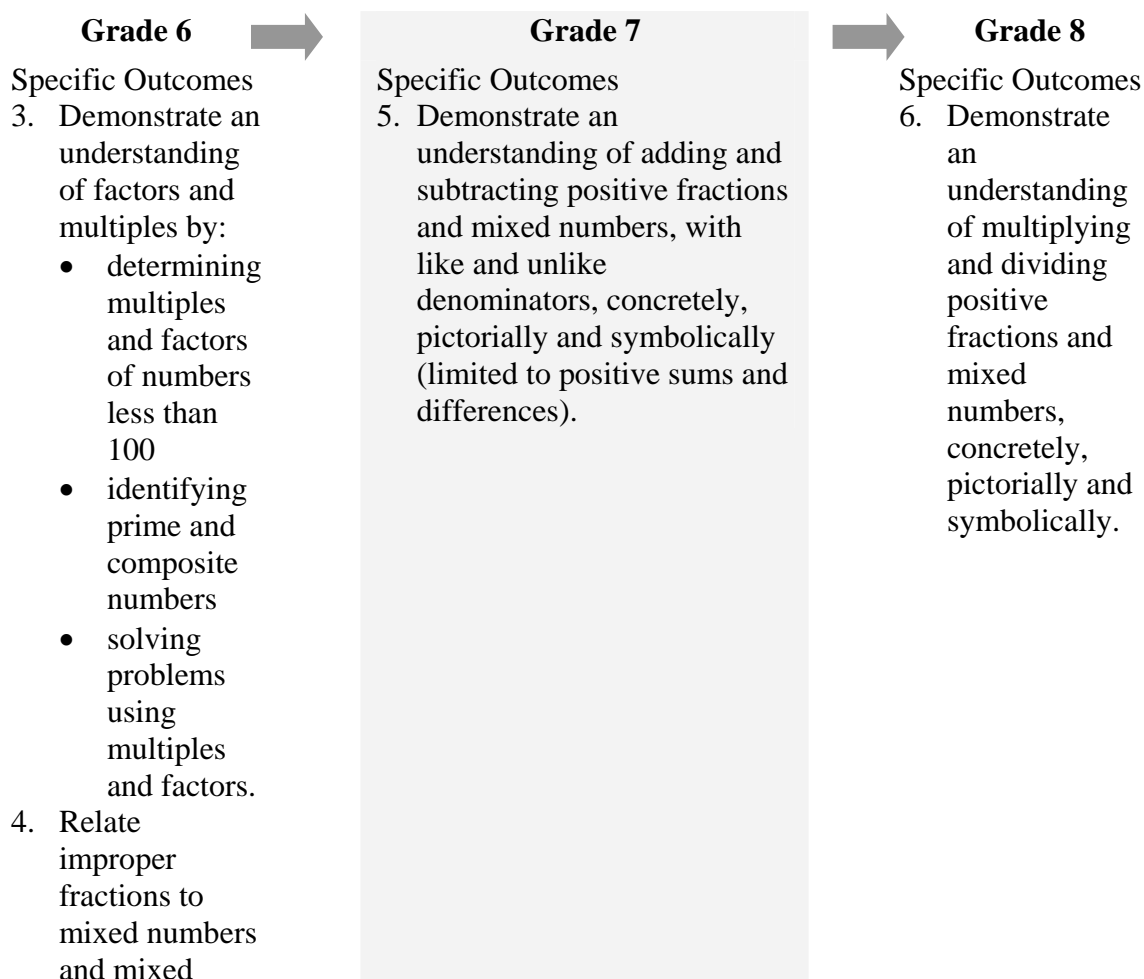 Grade 6
Specific Outcomes
3. Demonstrate an
understanding
of factors and
multiples by:
• determining
multiples
and factors
of numbers
less than
100
• identifying
prime and
composite
numbers
• solving
problems
using
multiples
and factors.
4. Relate
improper
fractions to
mixed numbers
and mixed
Grade 7
Specific Outcomes
5. Demonstrate an
understanding of adding and
subtracting positive fractions
and mixed numbers, with
like and unlike
denominators, concretely,
pictorially and symbolically
(limited to positive sums and
differences).
Grade 8
Specific Outcomes
6. Demonstrate
an
understanding
of multiplying
and dividing
positive
fractions and
mixed
numbers,
concretely,
pictorially and
symbolically.